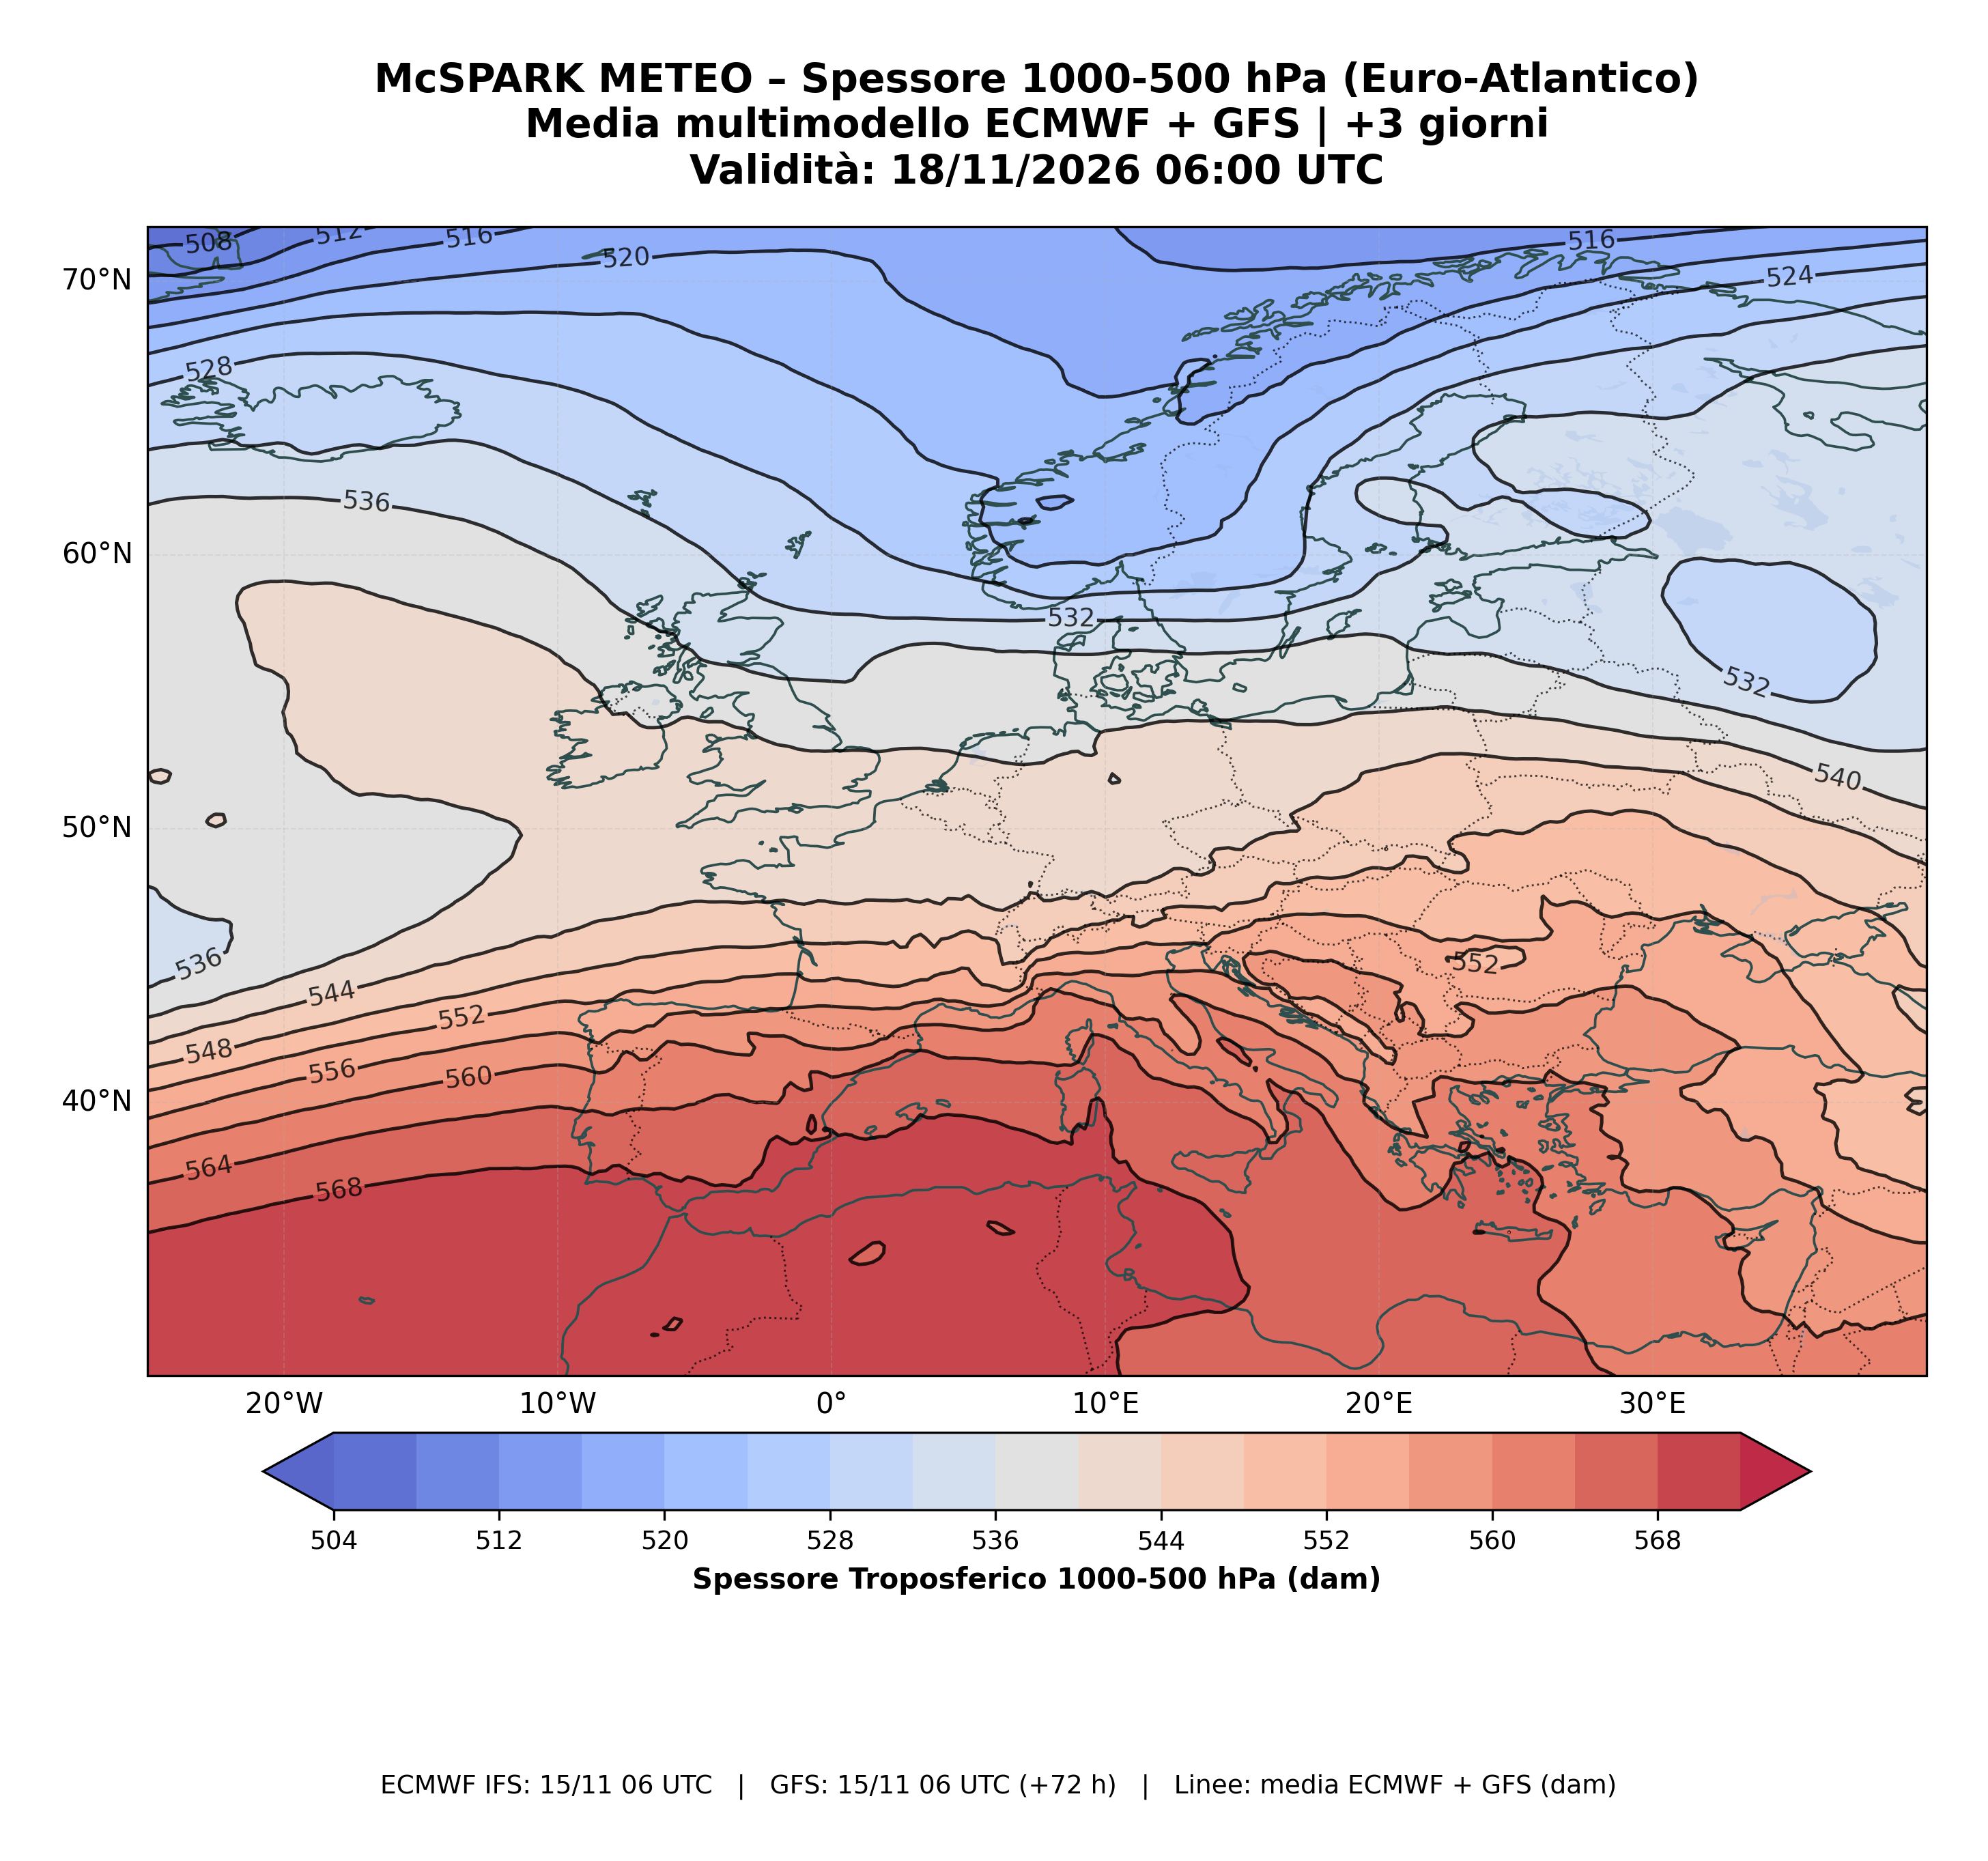 McSPARK METEO – Spessore 1000-500 hPa (Euro-Atlantico)
Media multimodello ECMWF + GFS | +3 giorni
Validità: 18/11/2026 06:00 UTC
508
512
516
520
516
524
70°N
528
536
60°N
532
532
540
50°N
536
544
552
552
548
556
560
40°N
564
568
20°W 10°W 0° 10°E 20°E 30°E
504 512 520 528 536 544 552 560 568
Spessore Troposferico 1000-500 hPa (dam)
ECMWF IFS: 15/11 06 UTC | GFS: 15/11 06 UTC (+72 h) | Linee: media ECMWF + GFS (dam)